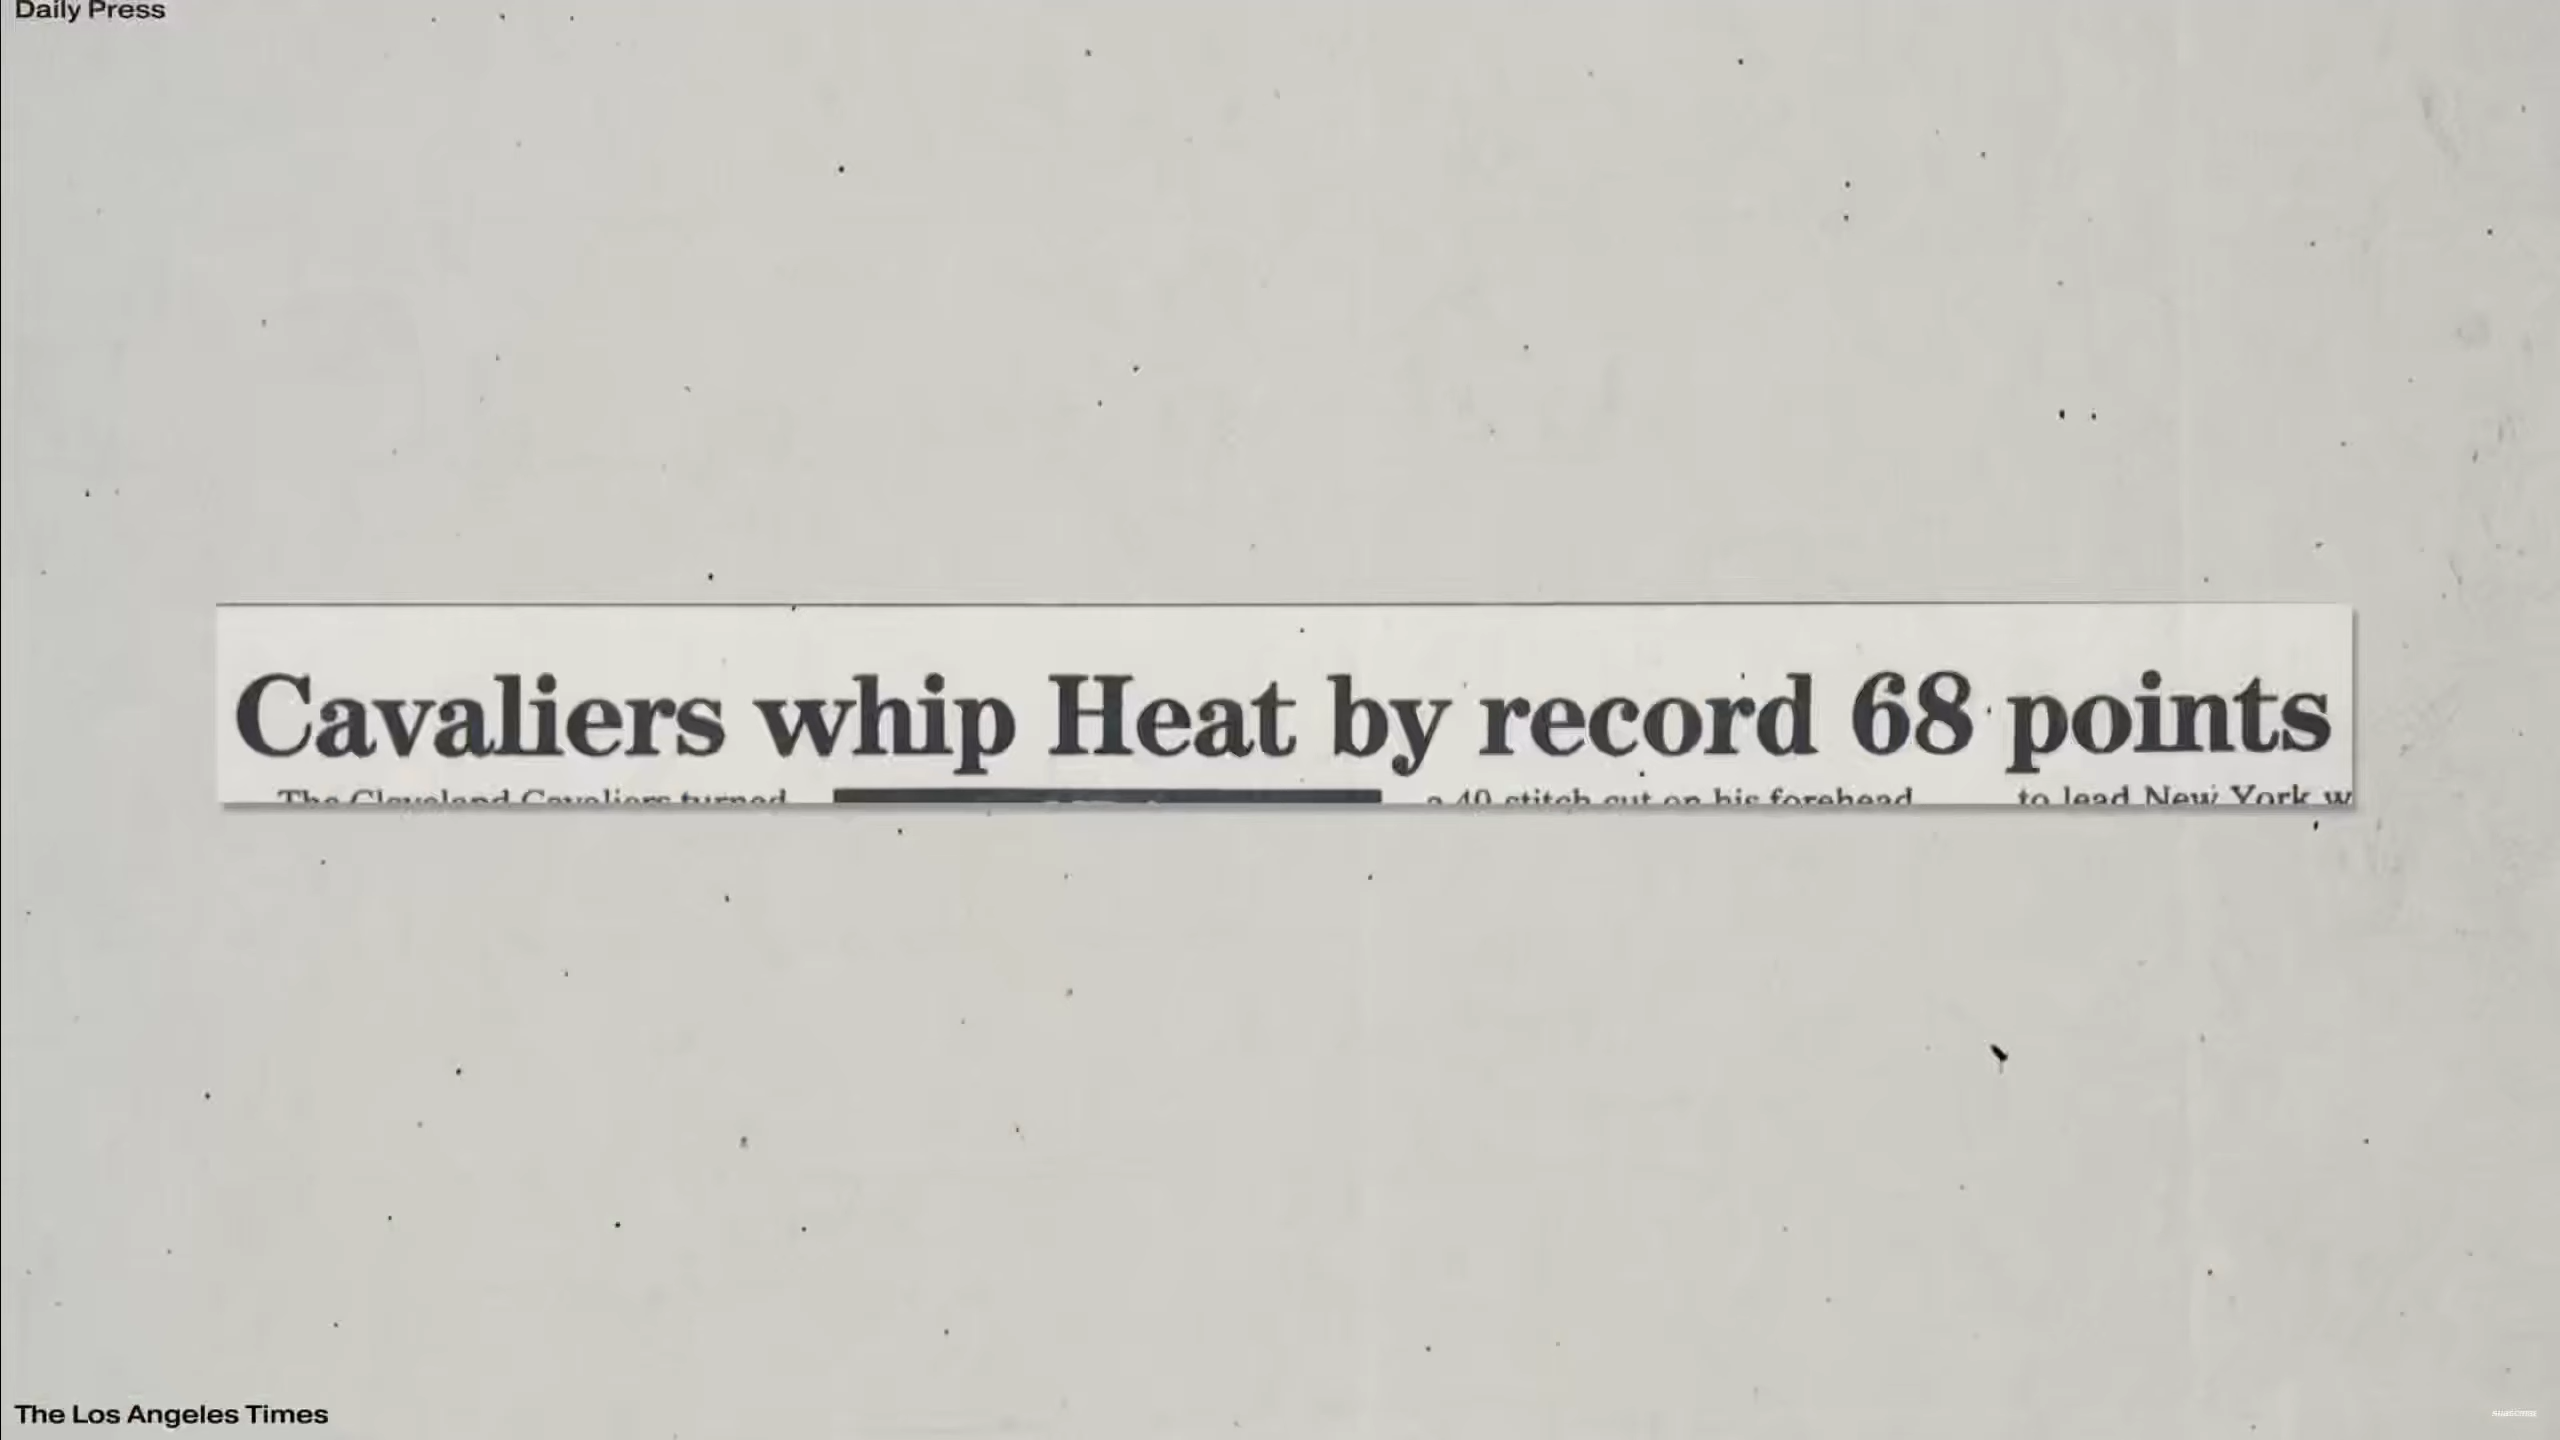 Daily Press
Cavaliers whip Heat by record 68 points
The Cleveland Cavaliers turned
a 40 stitch cut on his forehead
to lead New York w
The Los Angeles Times